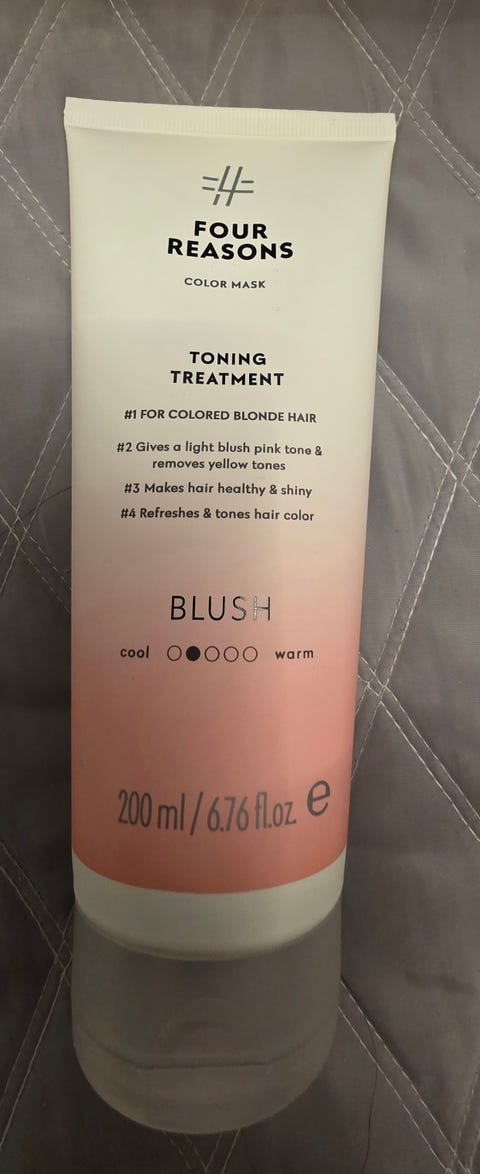 FOUR
REASONS
COLOR MASK
TONING
TREATMENT
#1 FOR COLORED BLONDE HAIR
#2 Gives a light blush pink tone &
removes yellow tones
#3 Makes hair healthy & shiny
#4 Refreshes & tones hair color
BLUSH
cool warm
200 ml / 6.76 fl.oz. ℮